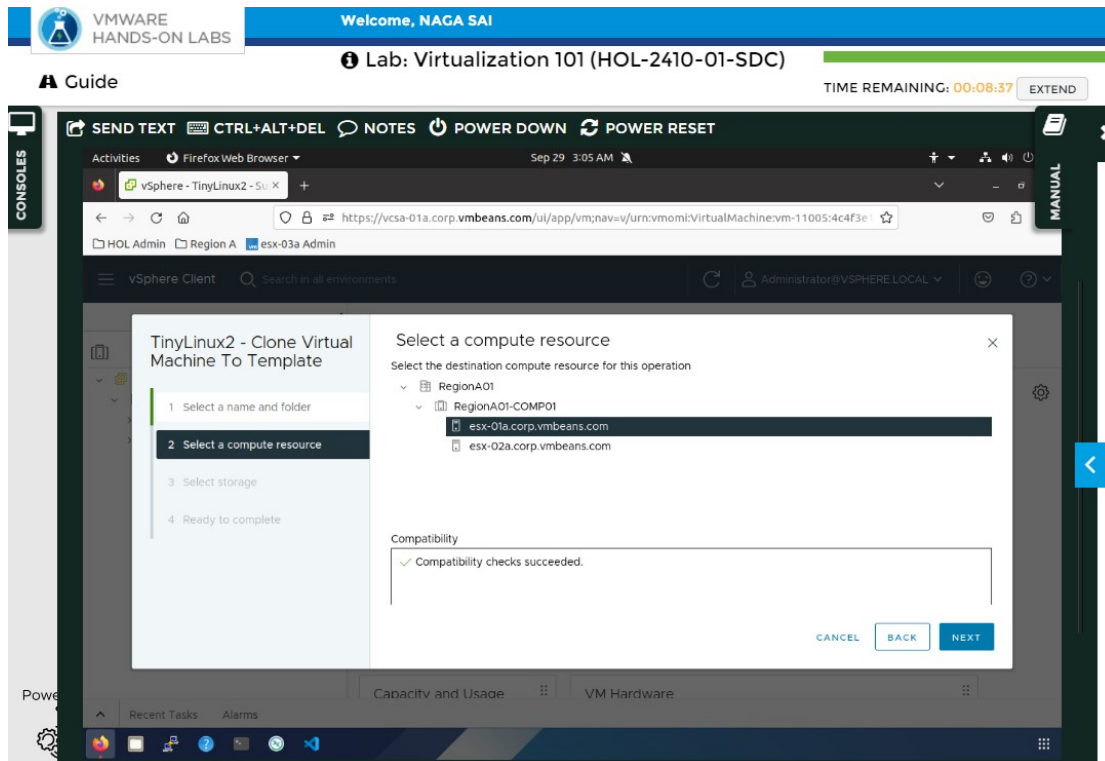 VMWARE
HANDS-ON LABS
Welcome, NAGA SAI
Lab: Virtualization 101 (HOL-2410-01-SDC)
Guide
TIME REMAINING: 00:08:37 EXTEND
CONSOLES
SEND TEXT CTRL+ALT+DEL NOTES POWER DOWN POWER RESET
MANUAL
Activities Firefox Web Browser Sep 29 3:05 AM
vSphere - TinyLinux2 - Su × +
https://vcsa-01a.corp.vmbeans.com/ui/app/vm;nav=v/urn:vmomi:VirtualMachine:vm-11005:4c4f3e1
HOL Admin Region A esx-03a Admin
vSphere Client Search in all environments Administrator@VSPHERE.LOCAL
TinyLinux2 - Clone Virtual
Machine To Template
1 Select a name and folder
2 Select a compute resource
3 Select storage
4 Ready to complete
Select a compute resource
Select the destination compute resource for this operation
RegionA01
RegionA01-COMP01
esx-01a.corp.vmbeans.com
esx-02a.corp.vmbeans.com
Compatibility
Compatibility checks succeeded.
CANCEL BACK NEXT
Capacity and Usage VM Hardware
Powe
Recent Tasks Alarms